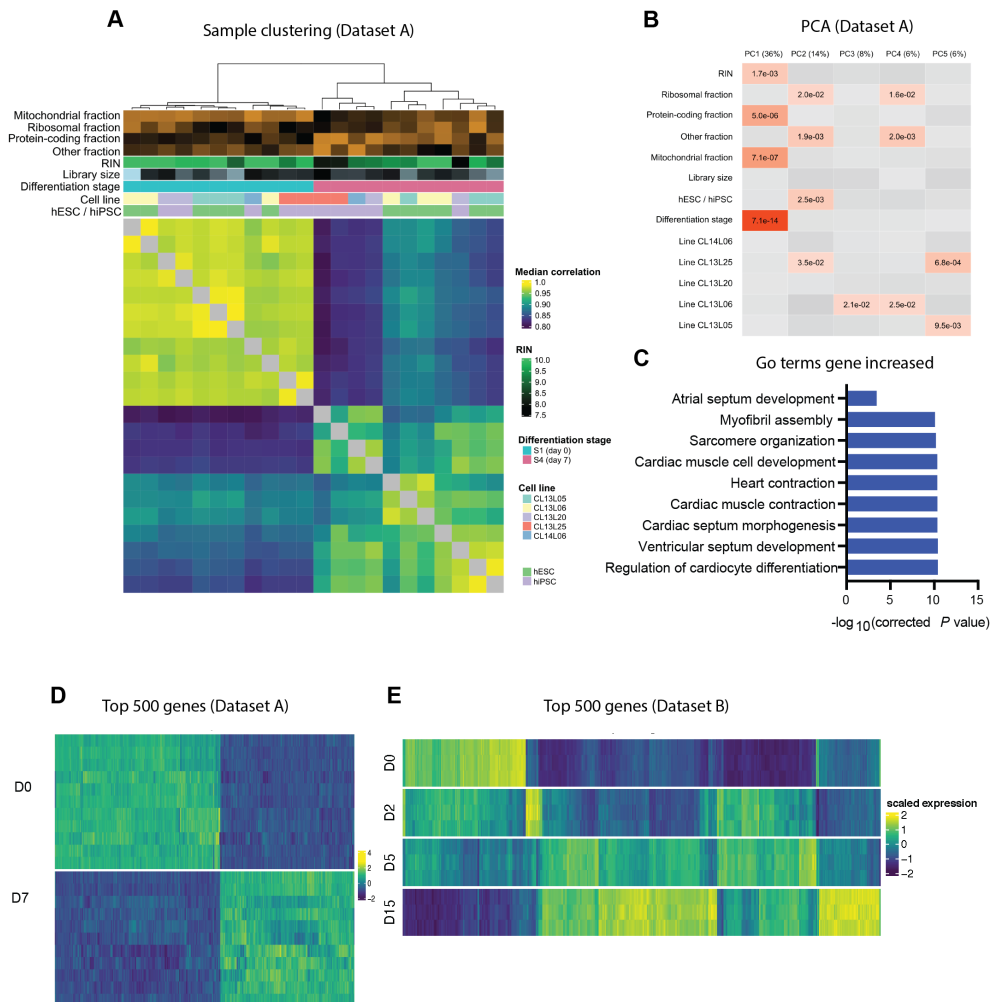 A
Sample clustering (Dataset A)
Mitochondrial fraction
Ribosomal fraction
Protein-coding fraction
Other fraction
RIN
Library size
Differentiation stage
Cell line
hESC / hiPSC
Median correlation
1.0
0.95
0.90
0.85
0.80
RIN
10.0
9.5
9.0
8.5
8.0
7.5
Differentiation stage
S1 (day 0)
S4 (day 7)
Cell line
CL13L05
CL13L06
CL13L20
CL13L25
CL14L06
hESC
hiPSC
B
PCA (Dataset A)
PC1 (36%) PC2 (14%) PC3 (8%) PC4 (6%) PC5 (6%)
RIN 1.7e-03
Ribosomal fraction 2.0e-02 1.6e-02
Protein-coding fraction 5.0e-06
Other fraction 1.9e-03 2.0e-03
Mitochondrial fraction 7.1e-07
Library size
hESC / hiPSC 2.5e-03
Differentiation stage 7.1e-14
Line CL14L06
Line CL13L25 3.5e-02 6.8e-04
Line CL13L20
Line CL13L06 2.1e-02 2.5e-02
Line CL13L05 9.5e-03
C
Go terms gene increased
Atrial septum development
Myofibril assembly
Sarcomere organization
Cardiac muscle cell development
Heart contraction
Cardiac muscle contraction
Cardiac septum morphogenesis
Ventricular septum development
Regulation of cardiocyte differentiation
0 5 10 15
-log10(corrected P value)
D
Top 500 genes (Dataset A)
D0
D7
4
2
0
-2
E
Top 500 genes (Dataset B)
D0
D2
D5
D15
scaled expression
2
1
0
−1
−2